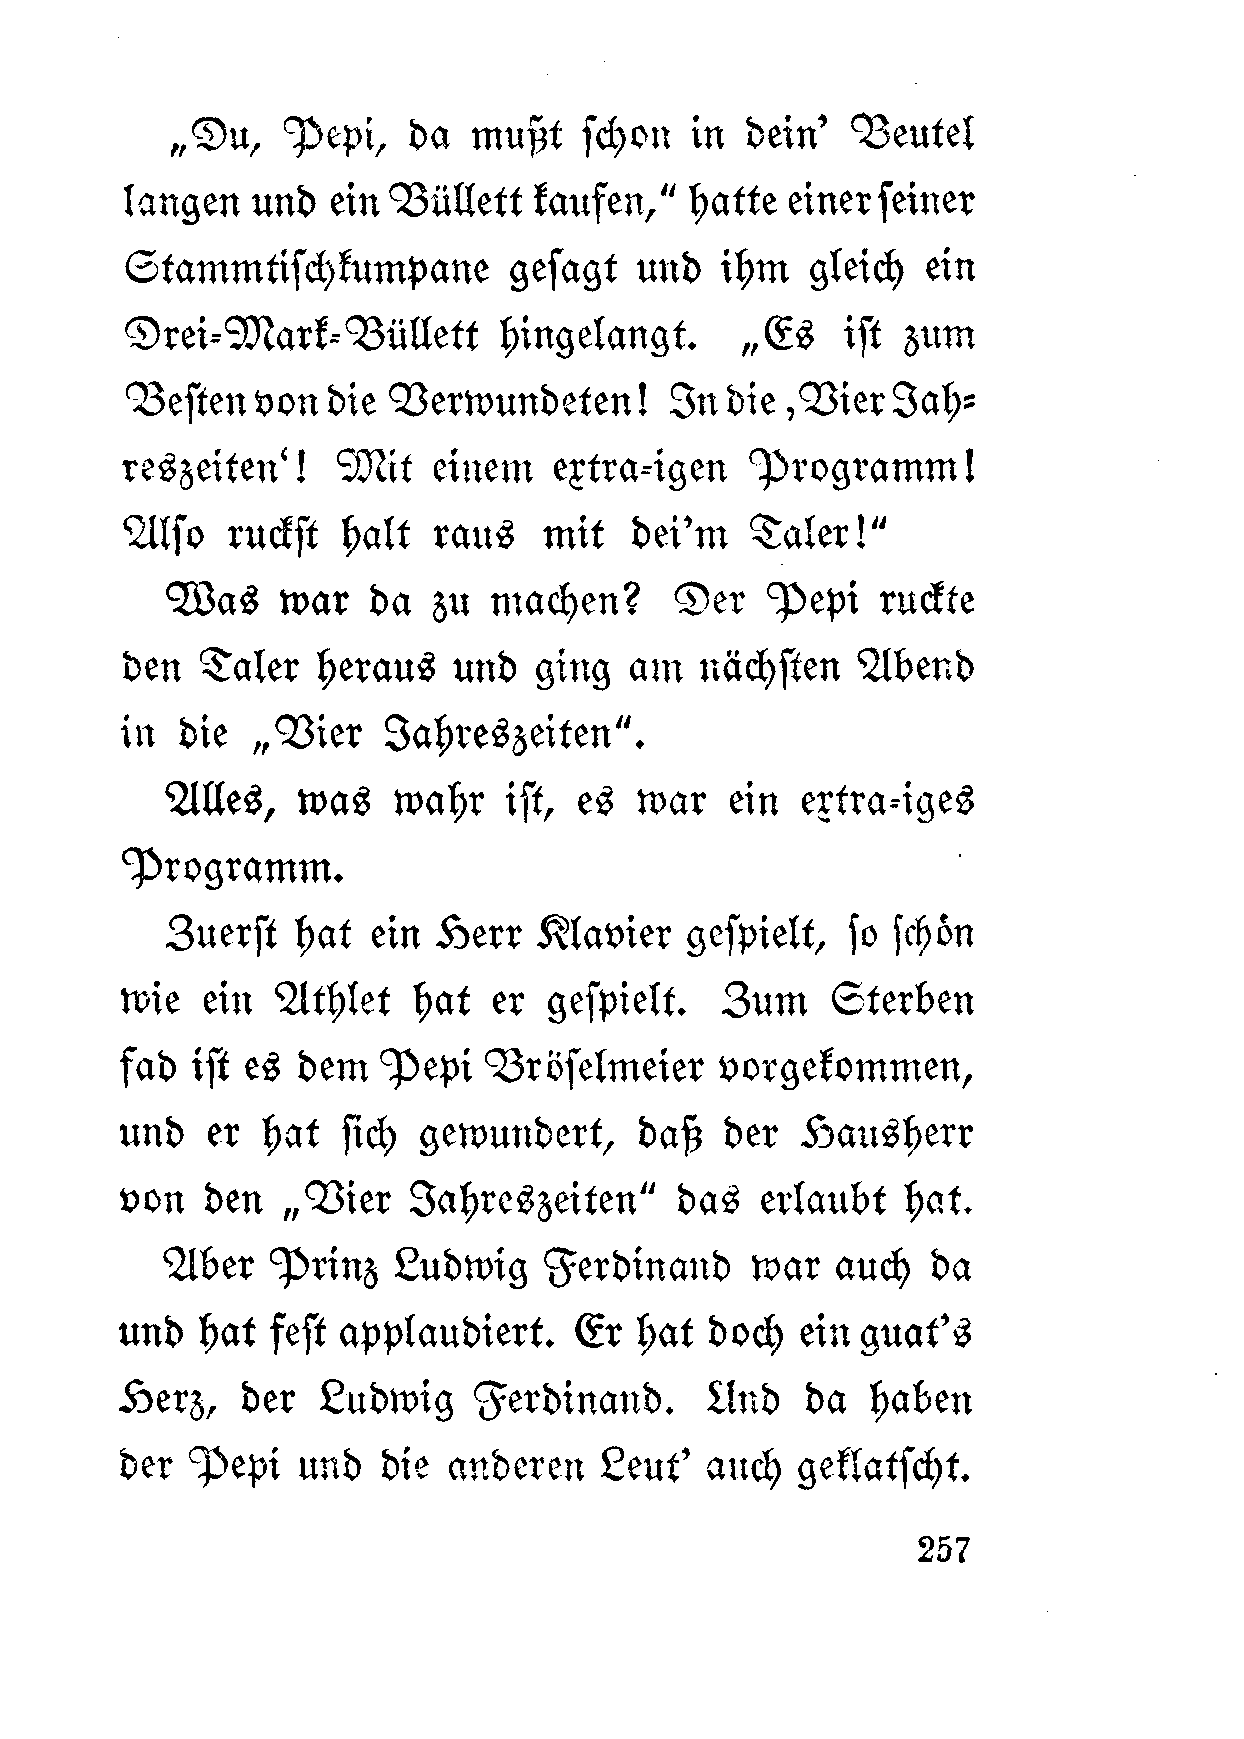 „Du, Pepi, da mußt schon in dein’ Beutel
langen und ein Büllett kaufen,“ hatte einer seiner
Stammtischkumpane gesagt und ihm gleich ein
Drei-Mark-Büllett hingelangt. „Es ist zum
Besten von die Verwundeten! In die ‚Vier Jah-
reszeiten‘! Mit einem extra-igen Programm!
Also ruckst halt raus mit dei’m Taler!“
Was war da zu machen? Der Pepi ruckte
den Taler heraus und ging am nächsten Abend
in die „Vier Jahreszeiten“.
Alles, was wahr ist, es war ein extra-iges
Programm.
Zuerst hat ein Herr Klavier gespielt, so schön
wie ein Athlet hat er gespielt. Zum Sterben
fad ist es dem Pepi Bröselmeier vorgekommen,
und er hat sich gewundert, daß der Hausherr
von den „Vier Jahreszeiten“ das erlaubt hat.
Aber Prinz Ludwig Ferdinand war auch da
und hat fest applaudiert. Er hat doch ein guat’s
Herz, der Ludwig Ferdinand. Und da haben
der Pepi und die anderen Leut’ auch geklatscht.
257